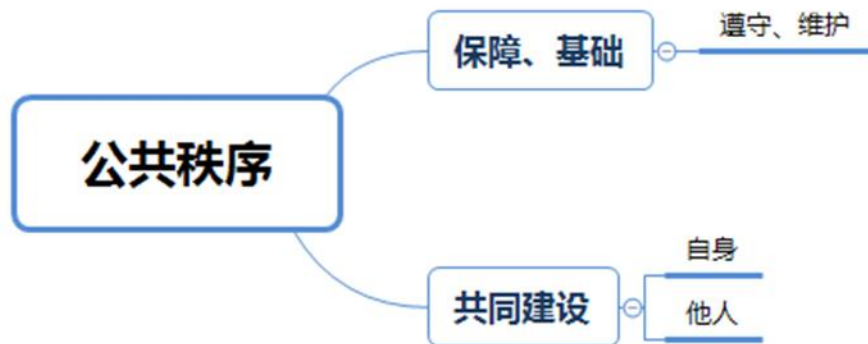 公共秩序
保障、基础
遵守、维护
共同建设
自身
他人